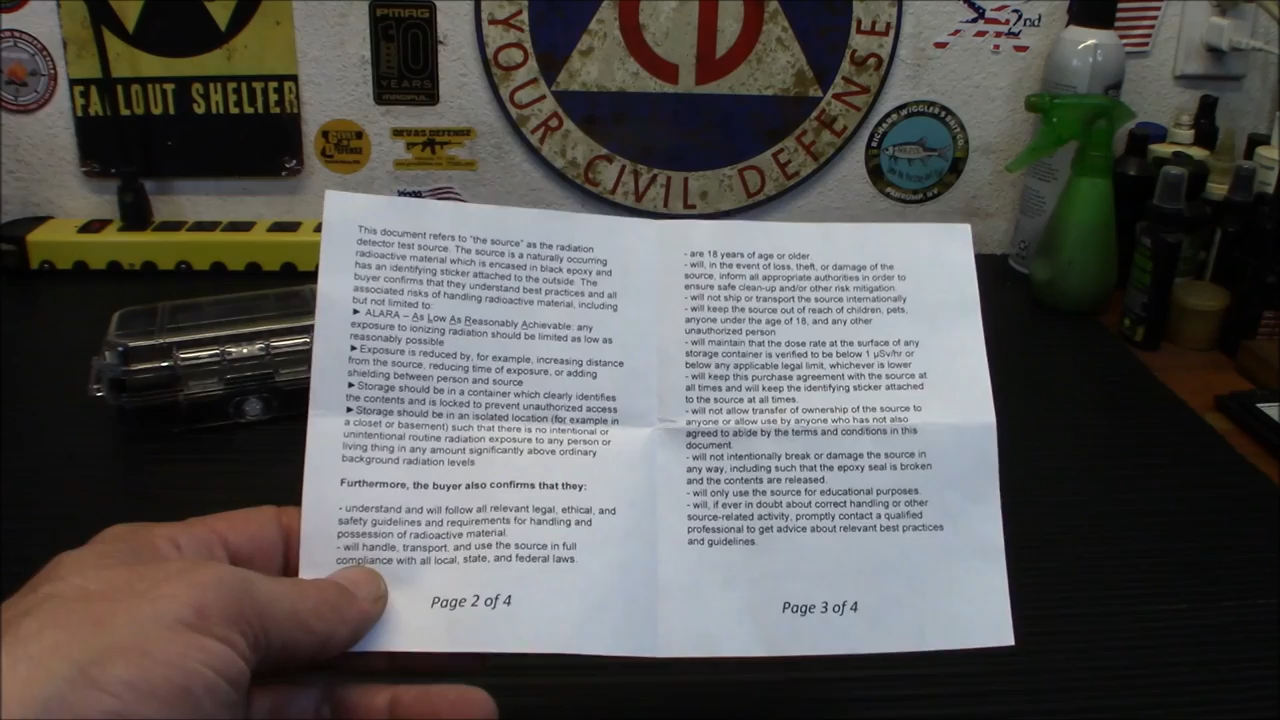 PMAG
10
YEARS
MAGPUL
FALLOUT SHELTER
CD
YOUR CIVIL DEFENSE
2nd
DEVAS DEFENSE
RICHARD WIGGLER'S BAIT CO.
PAHRUMP, NV
This document refers to "the source" as the radiation
detector test source. The source is a naturally occurring
radioactive material which is encased in black epoxy and
has an identifying sticker attached to the outside. The
buyer confirms that they understand best practices and all
associated risks of handling radioactive material, including
but not limited to:
► ALARA – As Low As Reasonably Achievable: any
exposure to ionizing radiation should be limited as low as
reasonably possible
►Exposure is reduced by, for example, increasing distance
from the source, reducing time of exposure, or adding
shielding between person and source
►Storage should be in a container which clearly identifies
the contents and is locked to prevent unauthorized access
►Storage should be in an isolated location (for example in
a closet or basement) such that there is no intentional or
unintentional routine radiation exposure to any person or
living thing in any amount significantly above ordinary
background radiation levels
Furthermore, the buyer also confirms that they:
- understand and will follow all relevant legal, ethical, and
safety guidelines and requirements for handling and
possession of radioactive material.
- will handle, transport, and use the source in full
compliance with all local, state, and federal laws.
Page 2 of 4
- are 18 years of age or older.
- will, in the event of loss, theft, or damage of the
source, inform all appropriate authorities in order to
ensure safe clean-up and/or other risk mitigation.
- will not ship or transport the source internationally
- will keep the source out of reach of children, pets,
anyone under the age of 18, and any other
unauthorized person
- will maintain that the dose rate at the surface of any
storage container is verified to be below 1 µSv/hr or
below any applicable legal limit, whichever is lower
- will keep this purchase agreement with the source at
all times and will keep the identifying sticker attached
to the source at all times.
- will not allow transfer of ownership of the source to
anyone or allow use by anyone who has not also
agreed to abide by the terms and conditions in this
document.
- will not intentionally break or damage the source in
any way, including such that the epoxy seal is broken
and the contents are released.
- will only use the source for educational purposes.
- will, if ever in doubt about correct handling or other
source-related activity, promptly contact a qualified
professional to get advice about relevant best practices
and guidelines.
Page 3 of 4